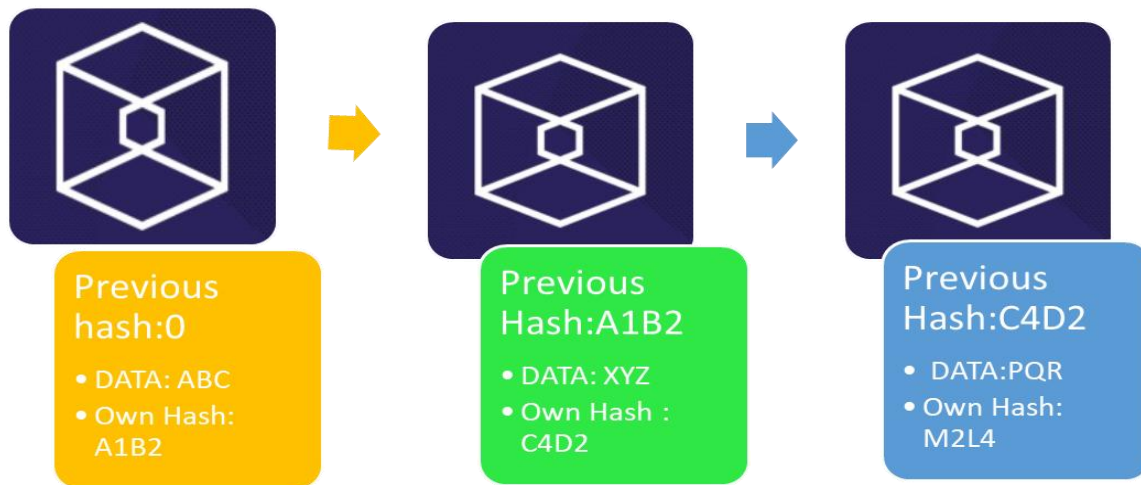 Previous
hash:0
• DATA: ABC
• Own Hash:
A1B2
Previous
Hash:A1B2
• DATA: XYZ
• Own Hash :
C4D2
Previous
Hash:C4D2
• DATA:PQR
• Own Hash:
M2L4